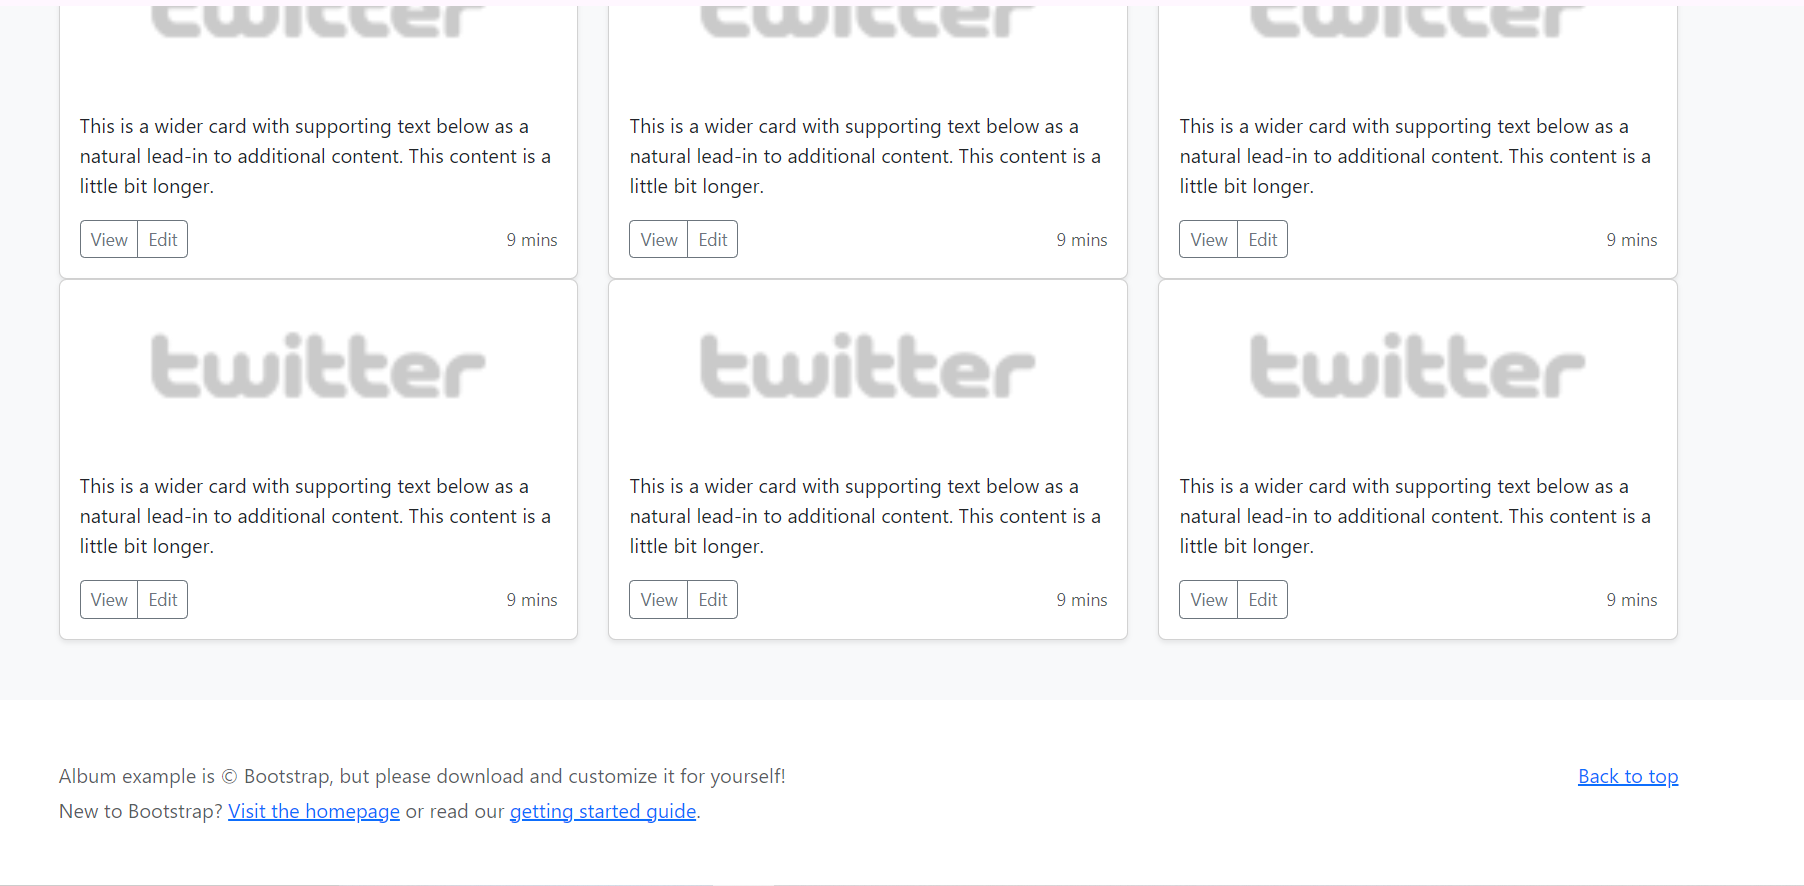 twitter twitter twitter
This is a wider card with supporting text below as a
natural lead-in to additional content. This content is a
little bit longer.
View Edit 9 mins
This is a wider card with supporting text below as a
natural lead-in to additional content. This content is a
little bit longer.
View Edit 9 mins
This is a wider card with supporting text below as a
natural lead-in to additional content. This content is a
little bit longer.
View Edit 9 mins
twitter
This is a wider card with supporting text below as a
natural lead-in to additional content. This content is a
little bit longer.
View Edit 9 mins
twitter
This is a wider card with supporting text below as a
natural lead-in to additional content. This content is a
little bit longer.
View Edit 9 mins
twitter
This is a wider card with supporting text below as a
natural lead-in to additional content. This content is a
little bit longer.
View Edit 9 mins
Album example is © Bootstrap, but please download and customize it for yourself!
Back to top
New to Bootstrap? Visit the homepage or read our getting started guide.